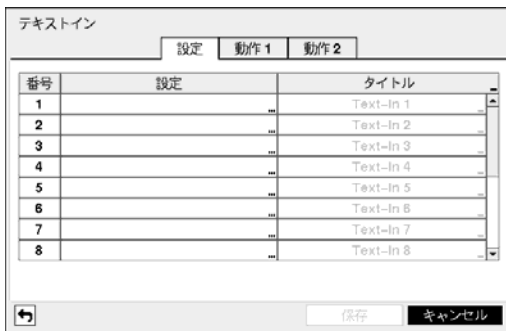 テキストイン
設定 動作1 動作2
番号 設定 タイトル
1 ... Text-In 1
2 ... Text-In 2
3 ... Text-In 3
4 ... Text-In 4
5 ... Text-In 5
6 ... Text-In 6
7 ... Text-In 7
8 ... Text-In 8
保存 キャンセル